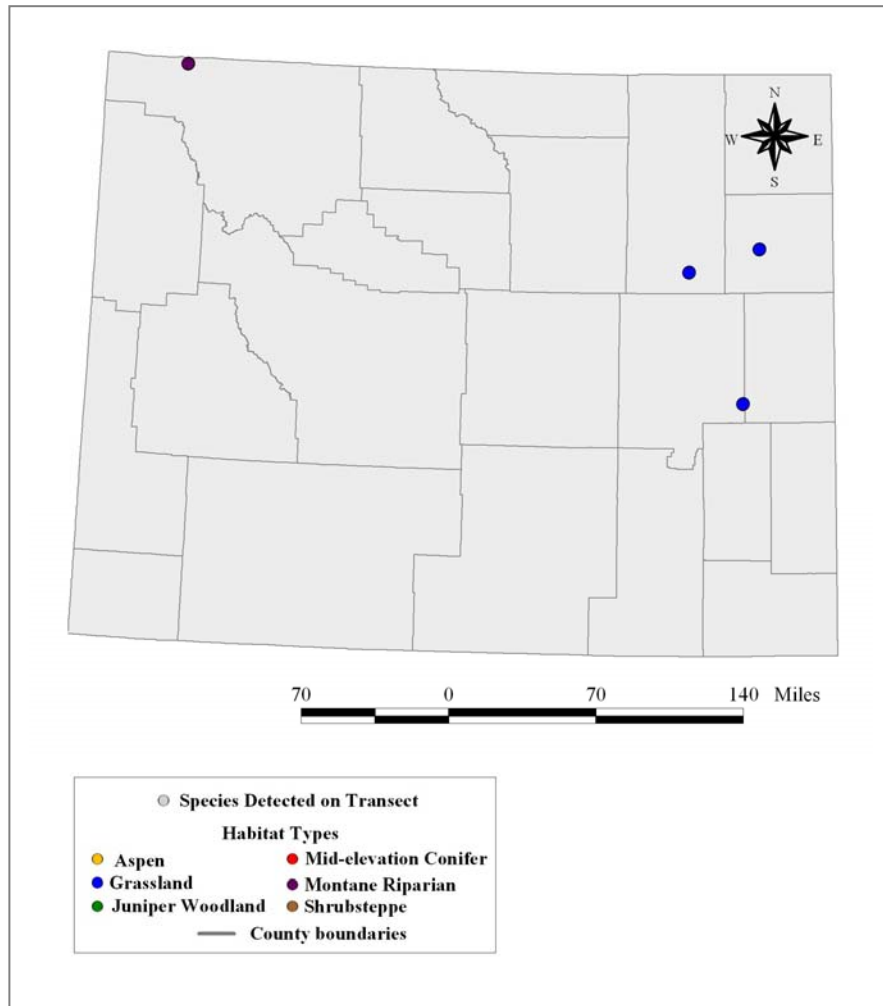 N
W E
S
70 0 70 140 Miles
Species Detected on Transect
Habitat Types
Aspen Mid-elevation Conifer
Grassland Montane Riparian
Juniper Woodland Shrubsteppe
County boundaries